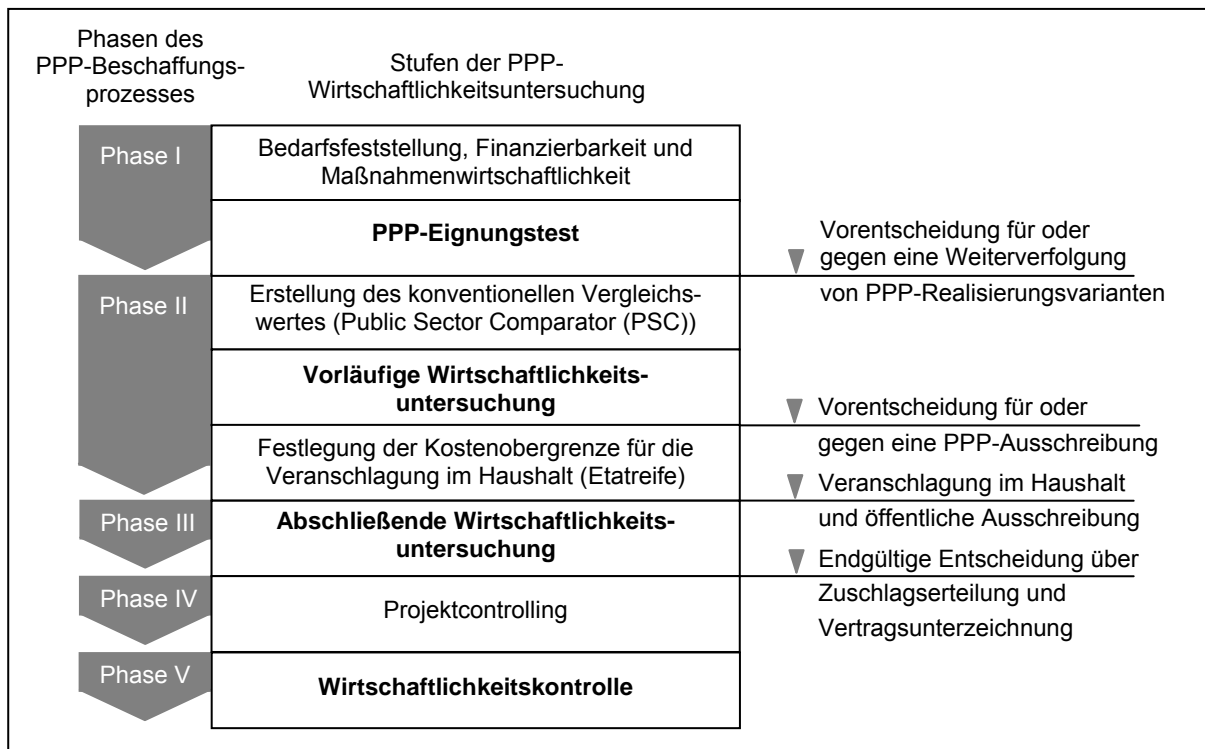 Phasen des
PPP-Beschaffungs-
prozesses
Stufen der PPP-
Wirtschaftlichkeitsuntersuchung
Phase I
Bedarfsfeststellung, Finanzierbarkeit und
Maßnahmenwirtschaftlichkeit
PPP-Eignungstest
Vorentscheidung für oder
gegen eine Weiterverfolgung
von PPP-Realisierungsvarianten
Phase II
Erstellung des konventionellen Vergleichs-
wertes (Public Sector Comparator (PSC))
Vorläufige Wirtschaftlichkeits-
untersuchung
Vorentscheidung für oder
gegen eine PPP-Ausschreibung
Festlegung der Kostenobergrenze für die
Veranschlagung im Haushalt (Etatreife)
Veranschlagung im Haushalt
und öffentliche Ausschreibung
Phase III
Abschließende Wirtschaftlichkeits-
untersuchung
Endgültige Entscheidung über
Zuschlagserteilung und
Vertragsunterzeichnung
Phase IV
Projektcontrolling
Phase V
Wirtschaftlichkeitskontrolle